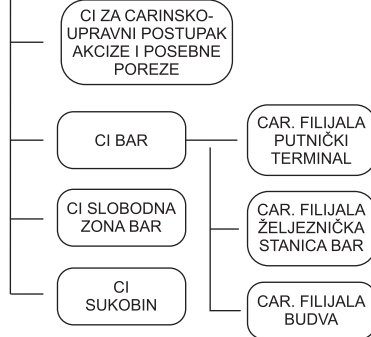 CI ZA CARINSKO-
UPRAVNI POSTUPAK
AKCIZE I POSEBNE
POREZE
CI BAR
CAR. FILIJALA
PUTNIČKI
TERMINAL
CI SLOBODNA
ZONA BAR
CAR. FILIJALA
ŽELJEZNIČKA
STANICA BAR
CI
SUKOBIN
CAR. FILIJALA
BUDVA